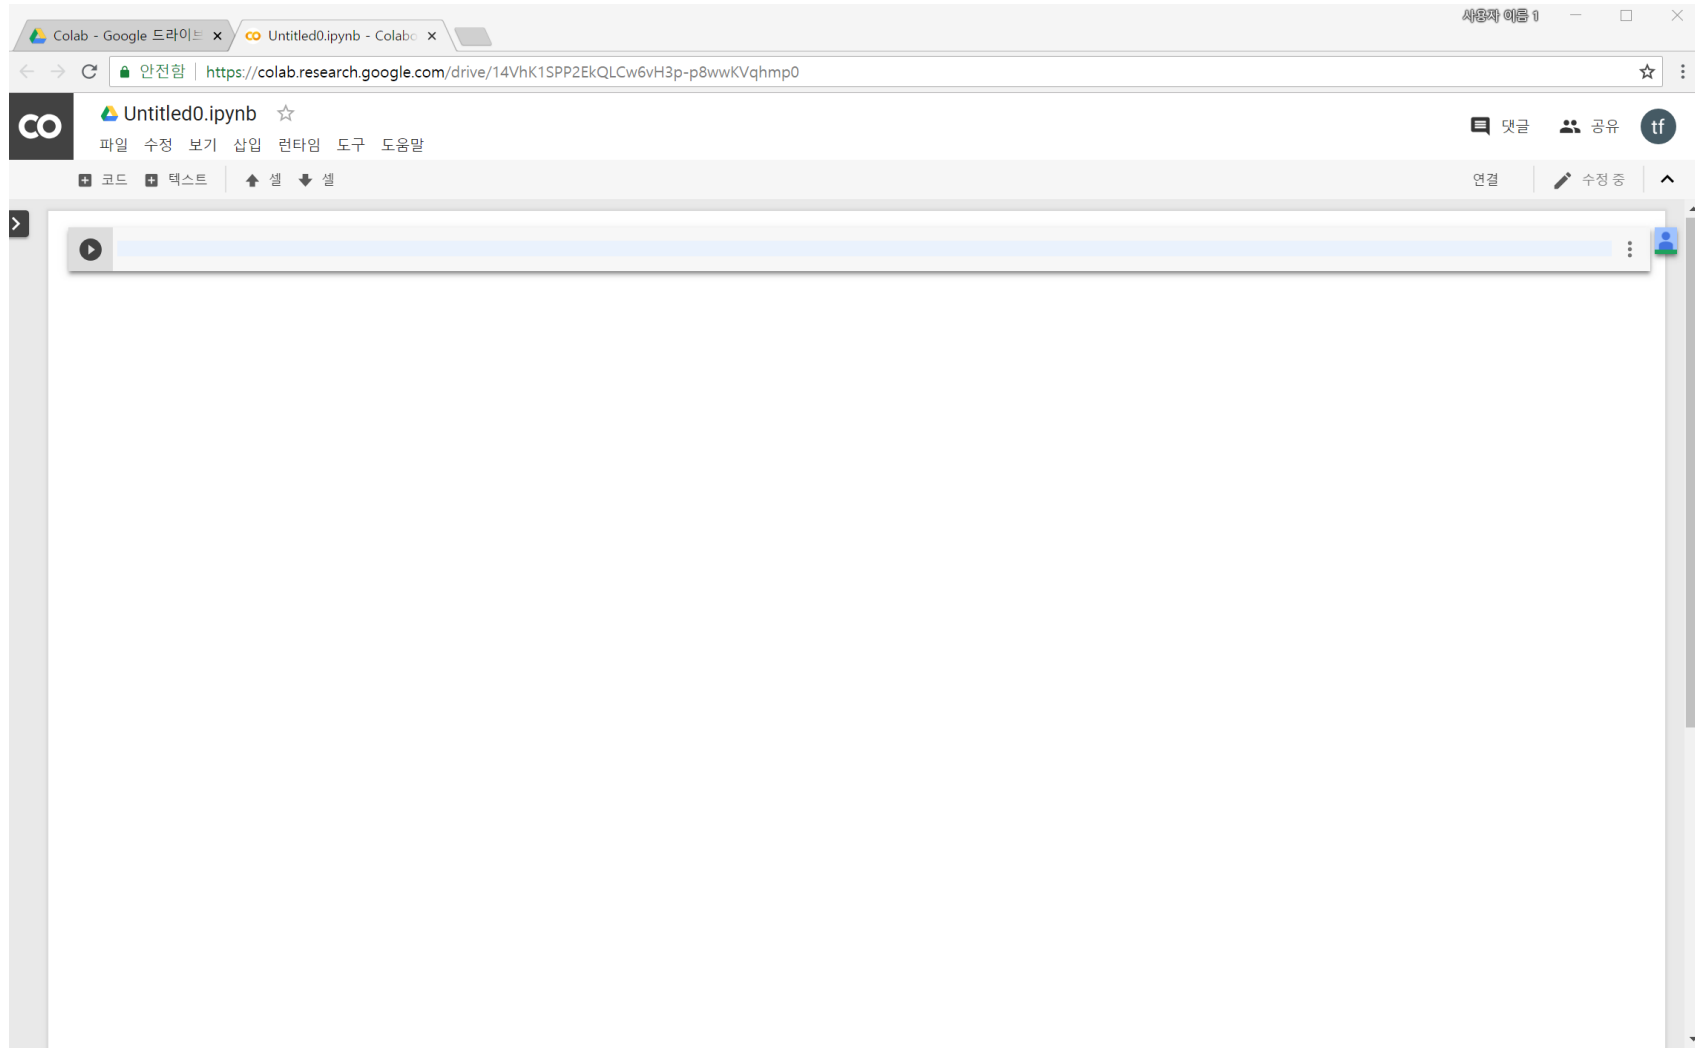 사용자 이름 1
Colab - Google 드라이브
Untitled0.ipynb - Colabo
안전함 https://colab.research.google.com/drive/14VhK1SPP2EkQLCw6vH3p-p8wwKVqhmp0
CO Untitled0.ipynb
댓글 공유 tf
파일 수정 보기 삽입 런타임 도구 도움말
코드 텍스트 셀 셀 연결 수정 중